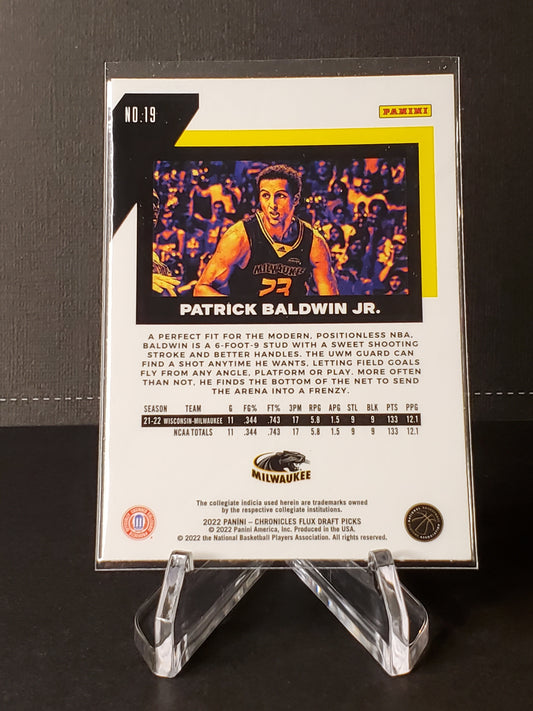 NO. 19
PANINI
MILWAUKEE
23
PATRICK BALDWIN JR.
A PERFECT FIT FOR THE MODERN, POSITIONLESS NBA,
BALDWIN IS A 6-FOOT-9 STUD WITH A SWEET SHOOTING
STROKE AND BETTER HANDLES. THE UWM GUARD CAN
FIND A SHOT ANYTIME HE WANTS, LETTING FIELD GOALS
FLY FROM ANY ANGLE, PLATFORM OR PLAY. MORE OFTEN
THAN NOT, HE FINDS THE BOTTOM OF THE NET TO SEND
THE ARENA INTO A FRENZY.
SEASON TEAM G FG% FT% 3PM RPG APG STL BLK PTS PPG
21-22 WISCONSIN-MILWAUKEE 11 .344 .743 17 5.8 1.5 9 9 133 12.1
NCAA TOTALS 11 .344 .743 17 5.8 1.5 9 9 133 12.1
MILWAUKEE
The collegiate indicia used herein are trademarks owned
by the respective collegiate institutions.
2022 PANINI – CHRONICLES FLUX DRAFT PICKS
© 2022 Panini America, Inc. Produced in the USA.
© 2022 the National Basketball Players Association. All rights reserved.